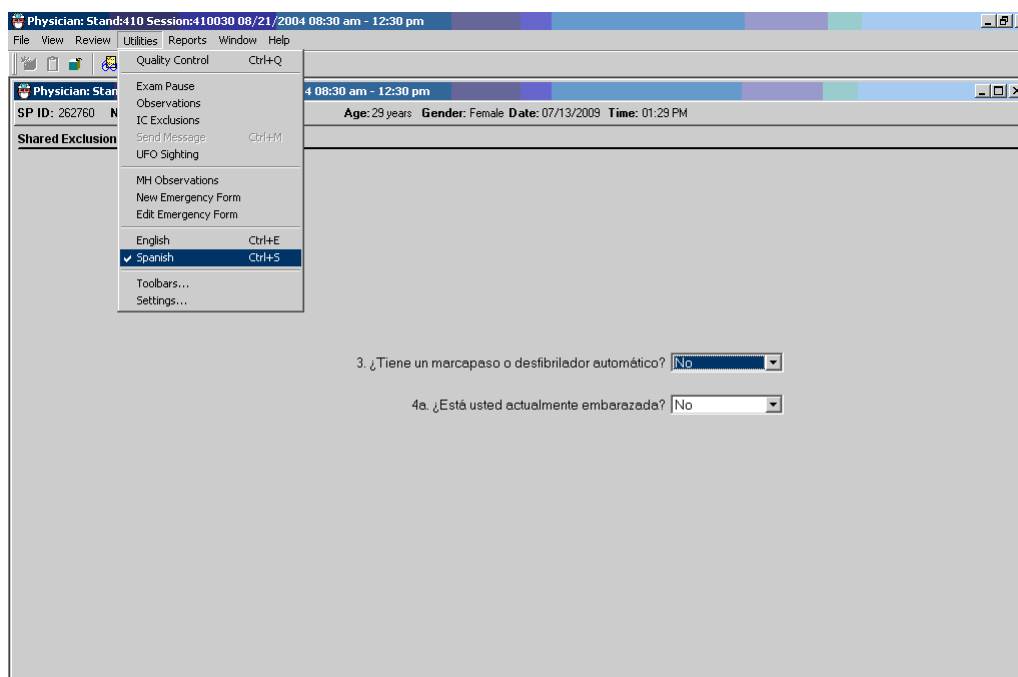 Physician: Stand:410 Session:410030 08/21/2004 08:30 am - 12:30 pm
File View Review Utilities Reports Window Help
Quality Control Ctrl+Q
Physician: Stan 4 08:30 am - 12:30 pm
Exam Pause
SP ID: 262760 N Age: 29 years Gender: Female Date: 07/13/2009 Time: 01:29 PM
Observations
IC Exclusions
Shared Exclusion
Send Message Ctrl+M
UFO Sighting
MH Observations
New Emergency Form
Edit Emergency Form
English Ctrl+E
Spanish Ctrl+S
Toolbars...
Settings...
3. ¿Tiene un marcapaso o desfibrilador automático? No
4a. ¿Está usted actualmente embarazada? No